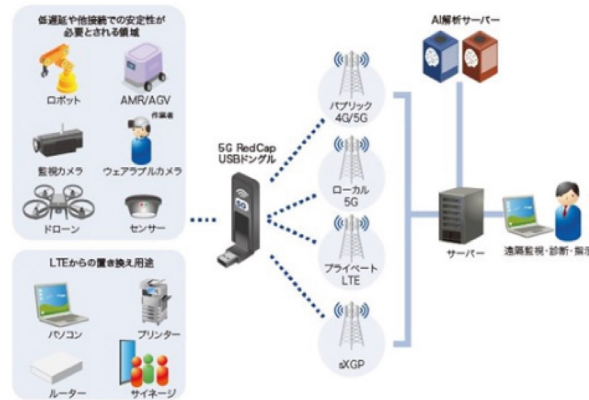 低遅延や他接続での安定性が
必要とされる領域
ロボット
AMR/AGV
作業者
監視カメラ
ウェアラブルカメラ
ドローン
センサー
LTEからの置き換え用途
パソコン
プリンター
ルーター
サイネージ
5G RedCap
USBドングル
5G
パブリック
4G/5G
ローカル
5G
プライベート
LTE
sXGP
AI解析サーバー
サーバー
遠隔監視・診断・指示